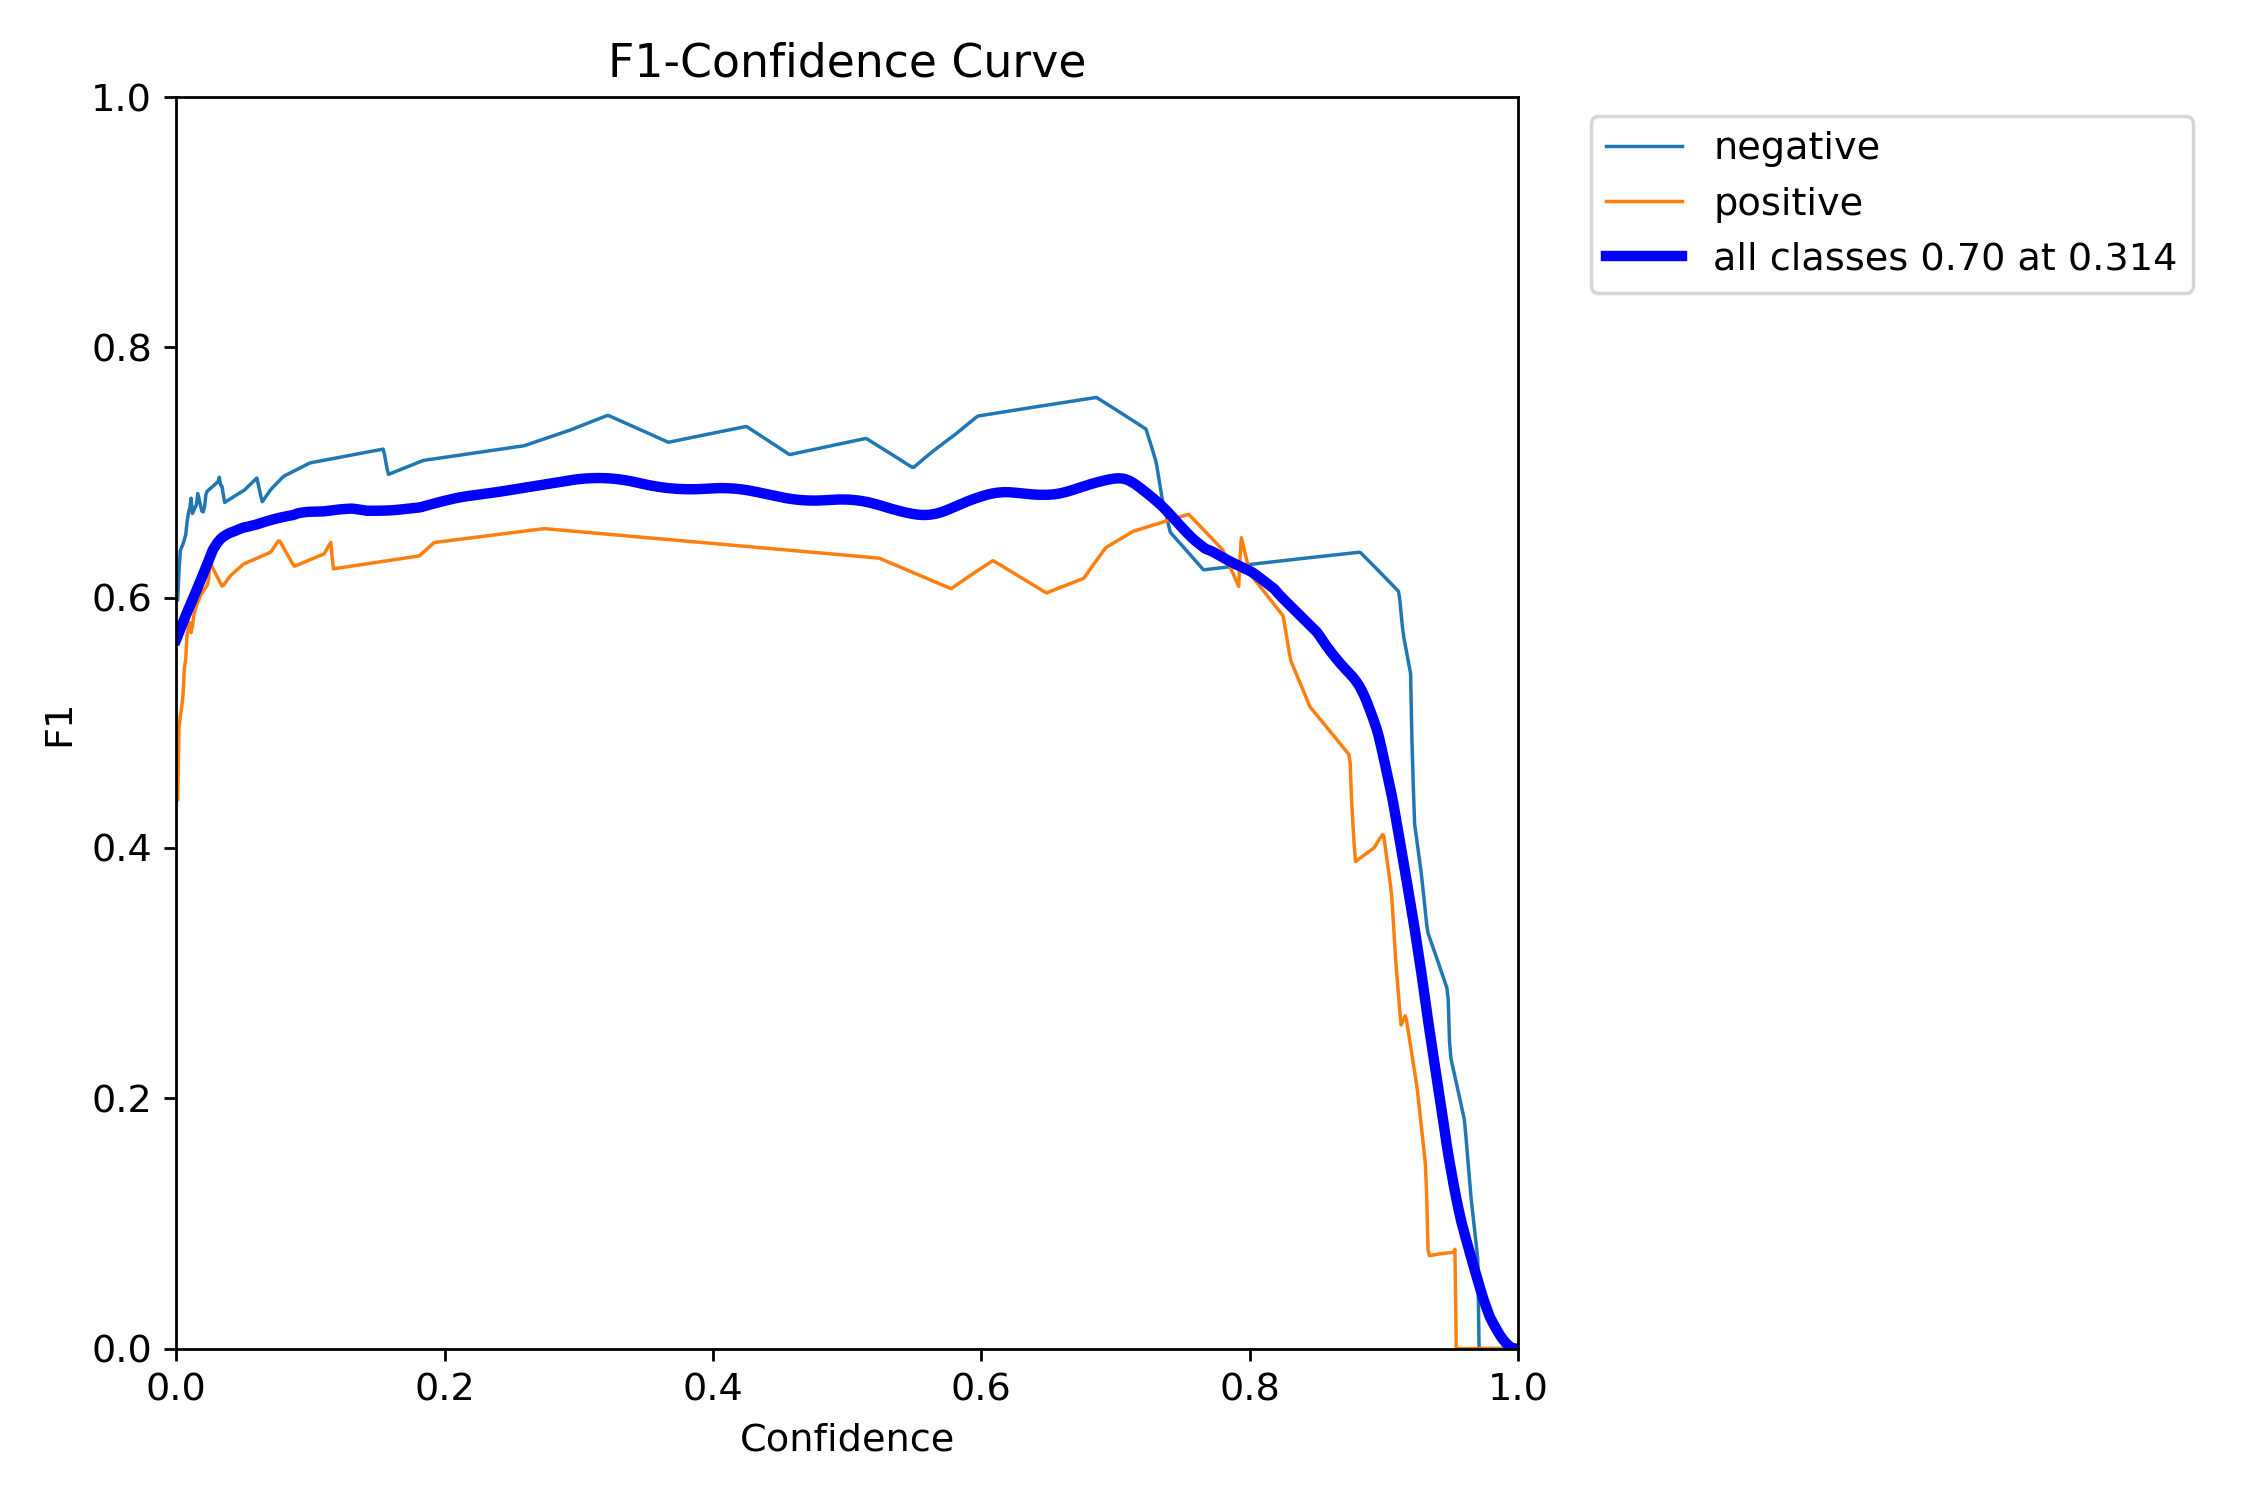 F1-Confidence Curve
1.0
0.8
0.6
0.4
0.2
0.0
F1
0.0 0.2 0.4 0.6 0.8 1.0
Confidence
negative
positive
all classes 0.70 at 0.314